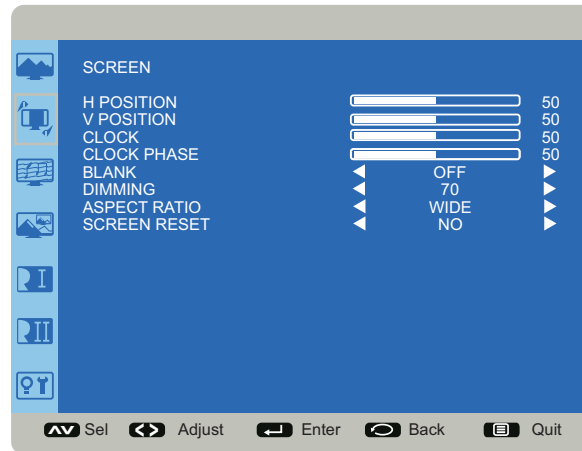 SCREEN
H POSITION 50
V POSITION 50
CLOCK 50
CLOCK PHASE 50
BLANK OFF
DIMMING 70
ASPECT RATIO WIDE
SCREEN RESET NO
I
II
Sel Adjust Enter Back Quit